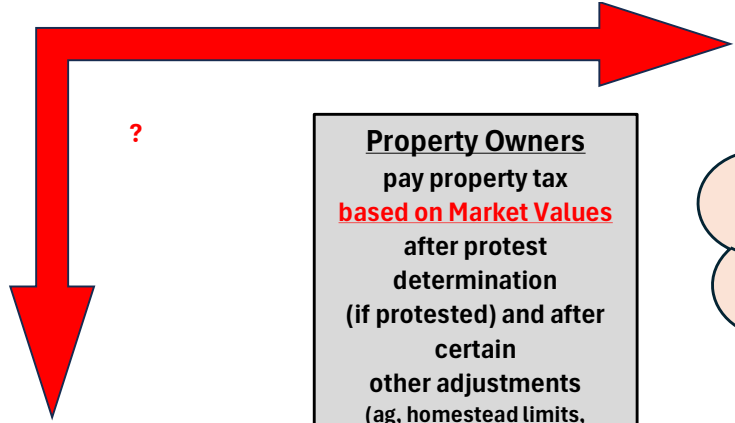 ?
Property Owners
pay property tax
based on Market Values
after protest
determination
(if protested) and after
certain
other adjustments
(ag, homestead limits,